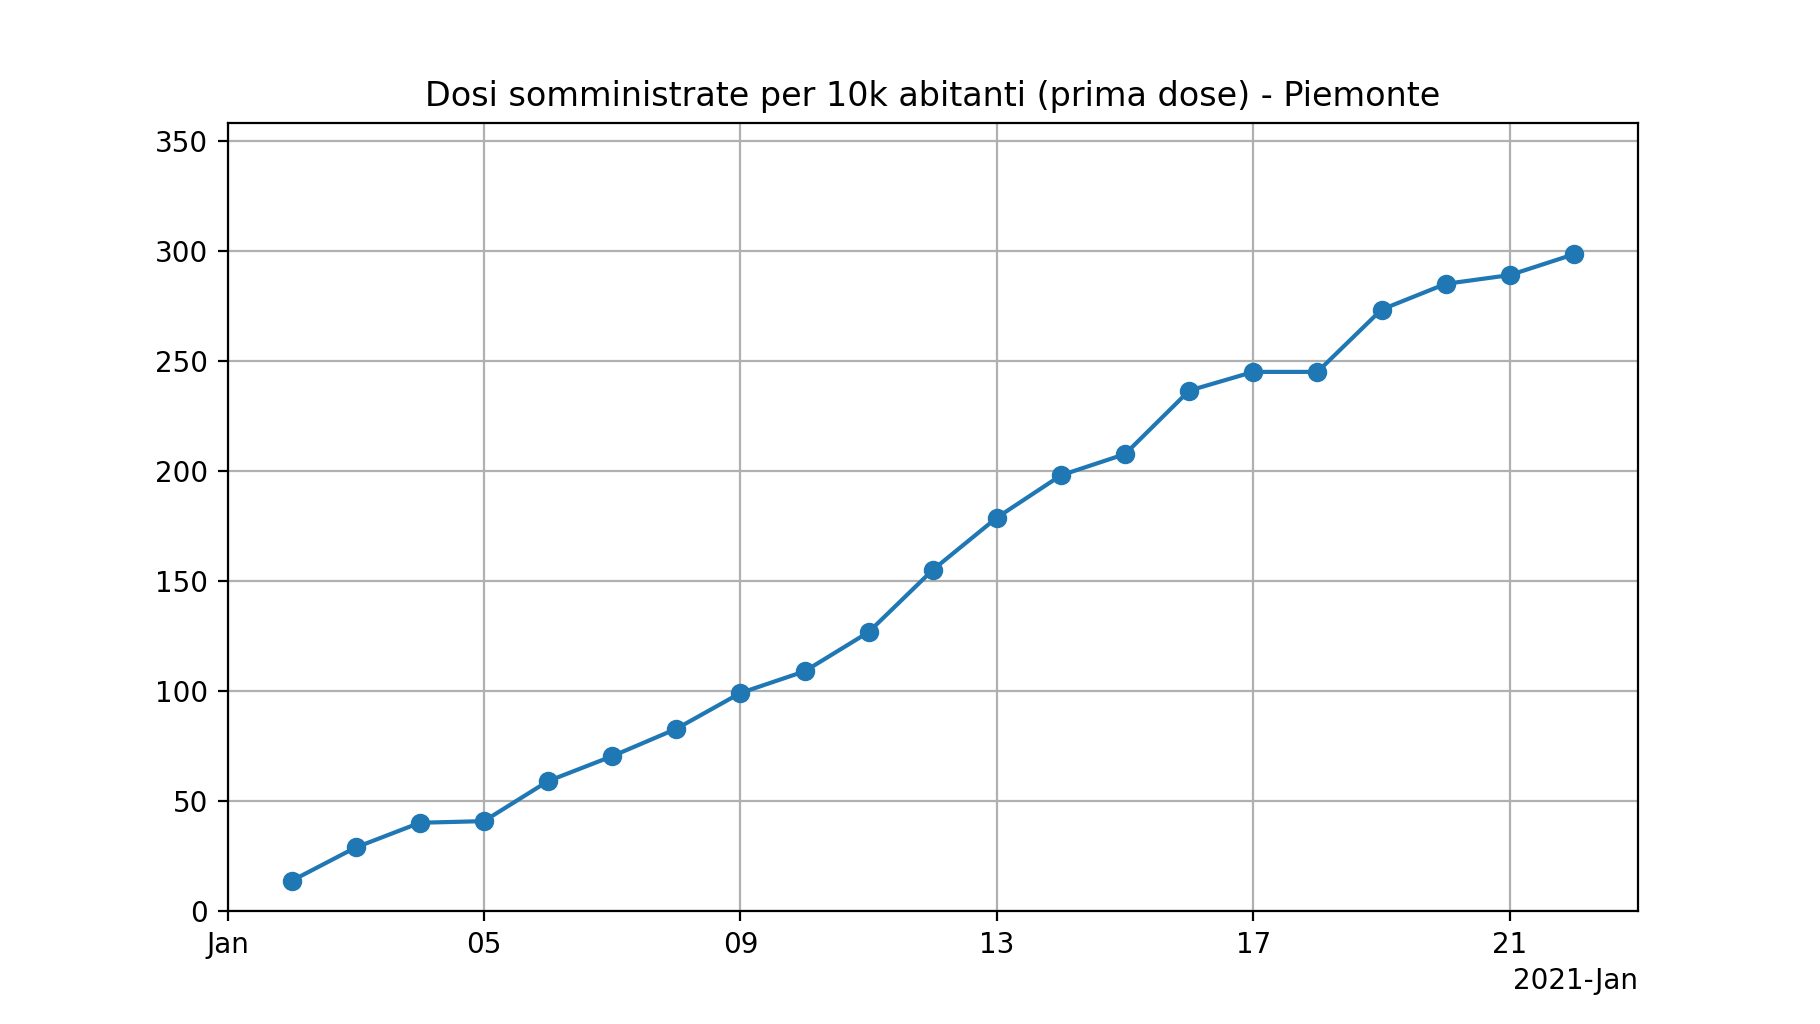 Dosi somministrate per 10k abitanti (prima dose) - Piemonte
350
300
250
200
150
100
50
0
Jan 05 09 13 17 21
2021-Jan